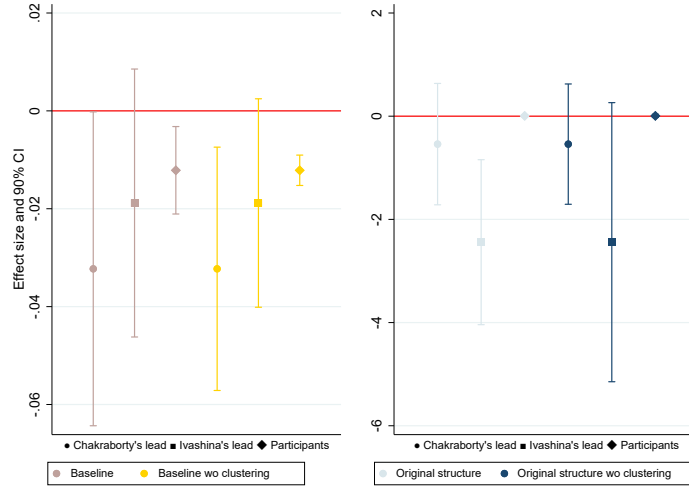 Effect size and 90% CI
.02
0
-.02
-.04
-.06
Chakraborty's lead Ivashina's lead Participants
Baseline Baseline wo clustering
2
0
-2
-4
-6
Chakraborty's lead Ivashina's lead Participants
Original structure Original structure wo clustering